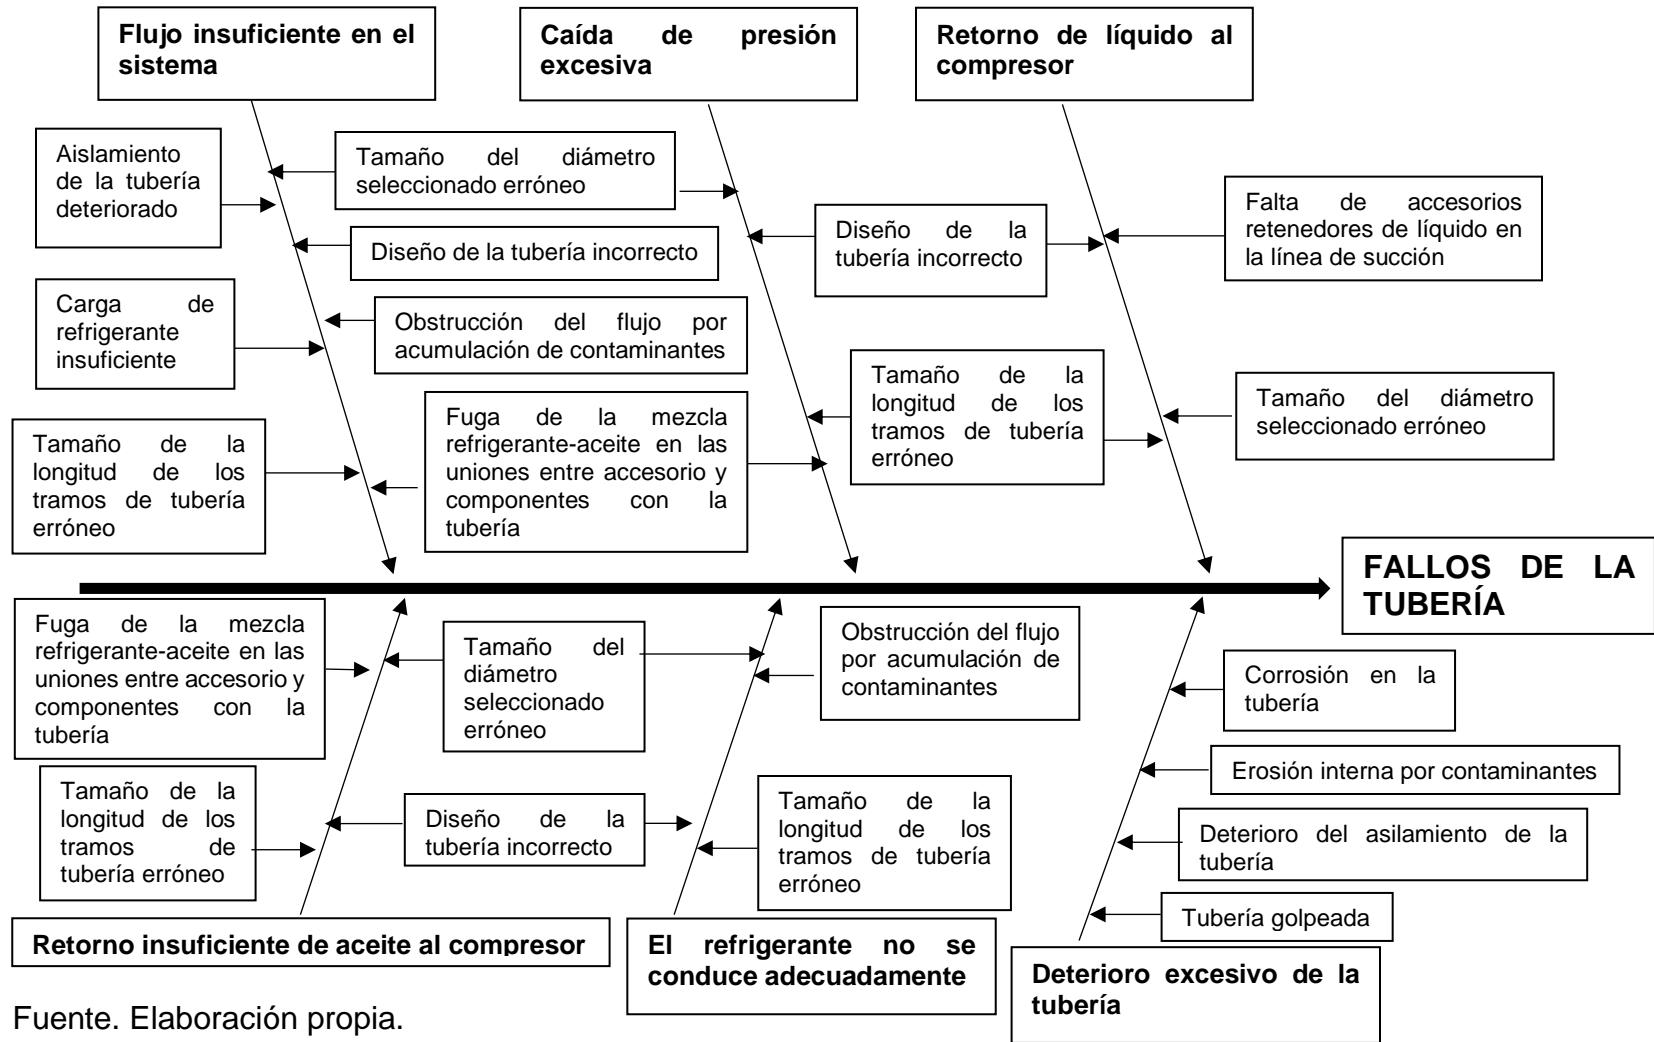 Flujo insuficiente en el
sistema
Caída de presión
excesiva
Retorno de líquido al
compresor
Aislamiento
de la tubería
deteriorado
Tamaño del diámetro
seleccionado erróneo
Diseño de la tubería incorrecto
Diseño de la
tubería incorrecto
Falta de accesorios
retenedores de líquido en
la línea de succión
Carga de
refrigerante
insuficiente
Obstrucción del flujo por
acumulación de contaminantes
Tamaño de la
longitud de los
tramos de tubería
erróneo
Fuga de la mezcla
refrigerante-aceite en las
uniones entre accesorio y
componentes con la
tubería
Tamaño de la
longitud de los
tramos de tubería
erróneo
Tamaño del diámetro
seleccionado erróneo
FALLOS DE LA
TUBERÍA
Fuga de la mezcla
refrigerante-aceite en las
uniones entre accesorio y
componentes con la
tubería
Tamaño del
diámetro
seleccionado
erróneo
Obstrucción del flujo
por acumulación de
contaminantes
Corrosión en la
tubería
Erosión interna por contaminantes
Tamaño de la
longitud de los
tramos de
tubería erróneo
Diseño de la
tubería incorrecto
Tamaño de la
longitud de los
tramos de tubería
erróneo
Deterioro del asilamiento de la
tubería
Tubería golpeada
Retorno insuficiente de aceite al compresor
El refrigerante no se
conduce adecuadamente
Deterioro excesivo de la
tubería
Fuente. Elaboración propia.